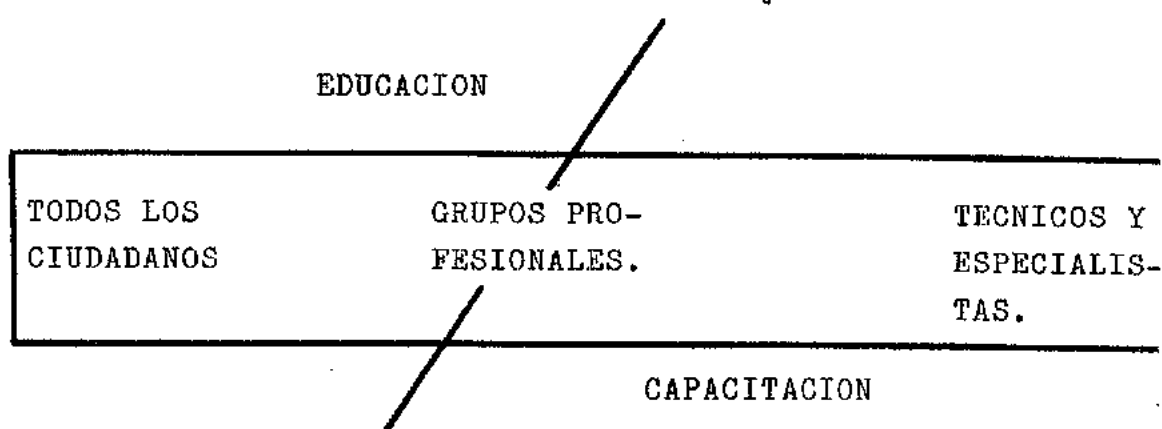 EDUCACION
TODOS LOS
CIUDADANOS
GRUPOS PRO-
FESIONALES.
TECNICOS Y
ESPECIALIS-
TAS.
CAPACITACION